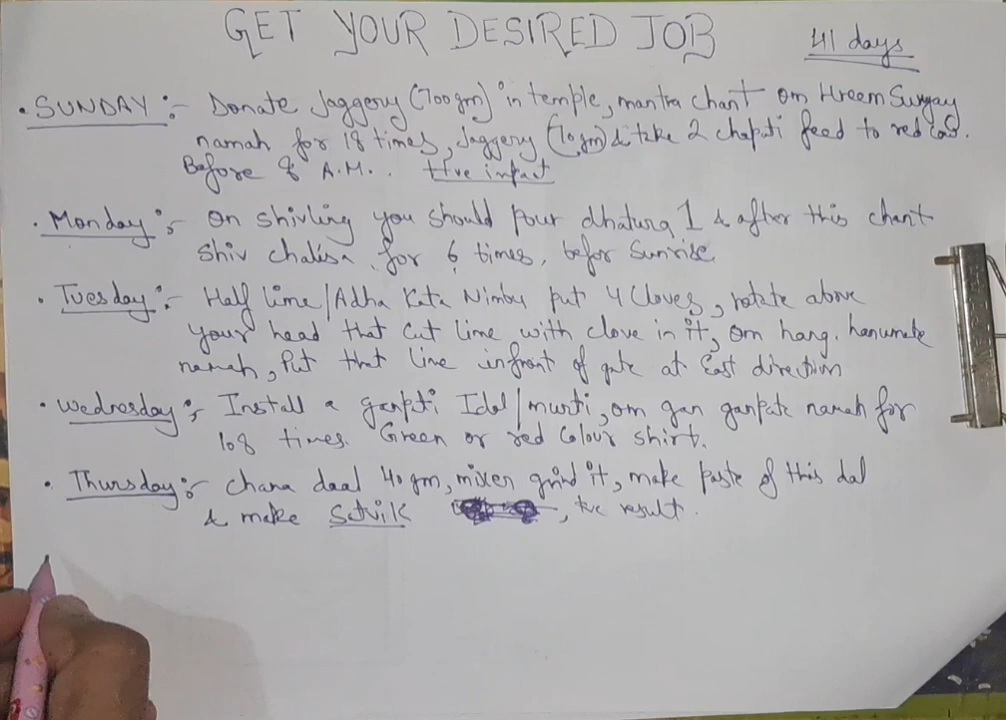 GET YOUR DESIRED JOB
41 days
• SUNDAY :- Donate Jaggery (700 gm) in temple, mantra chant om Hreem Suryay
namah for 18 times, Jaggery (70 gm) & take 2 chapati feed to red cow.
Before 8 A.M.. ++ve impact
• Monday :- On shivling you should pour dhatura 1 & after this chant
Shiv chalisa for 6 times, befor Sunrise
• Tuesday :- Half lime/Adha Kata Nimbu put 4 Cloves, rotate above
your head that cut lime with clove in it, om hang. hanumate
namah, Put that lime infront of gate at East direction
• Wednesday :- Install a ganpati Idol/murti, om gan ganpate namah for
108 times. Green or red colour shirt.
• Thursday :- chana daal 40 gm, mixer grind it, make paste of this dal
& make Satvik , +ve result.